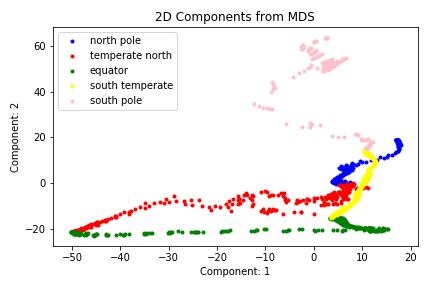 2D Components from MDS
north pole
temperate north
equator
south temperate
south pole
Component: 2
60
40
20
0
−20
−50
−40
−30
−20
−10
0
10
20
Component: 1